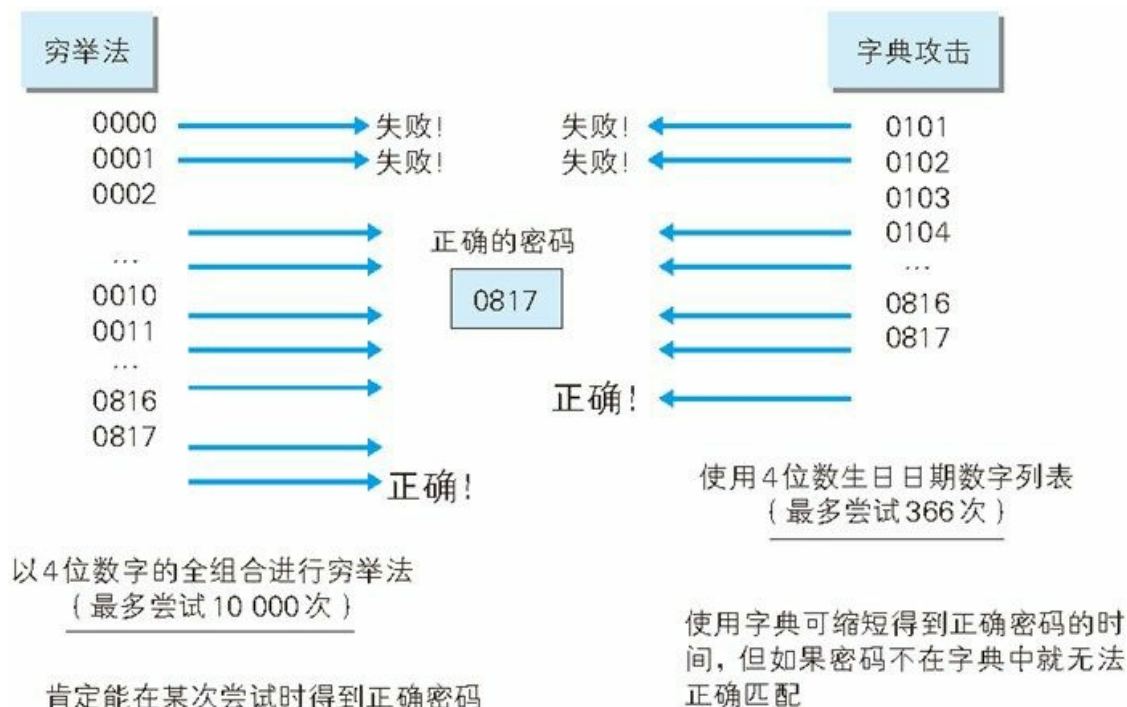 穷举法
0000 失败!
0001 失败!
0002
...
0010
0011
...
0816
0817
正确!
以4位数字的全组合进行穷举法
(最多尝试10 000次)
肯定能在某次尝试时得到正确密码
正确的密码
0817
字典攻击
失败! 0101
失败! 0102
0103
0104
...
0816
0817
正确!
使用4位数生日日期数字列表
(最多尝试366次)
使用字典可缩短得到正确密码的时
间，但如果密码不在字典中就无法
正确匹配